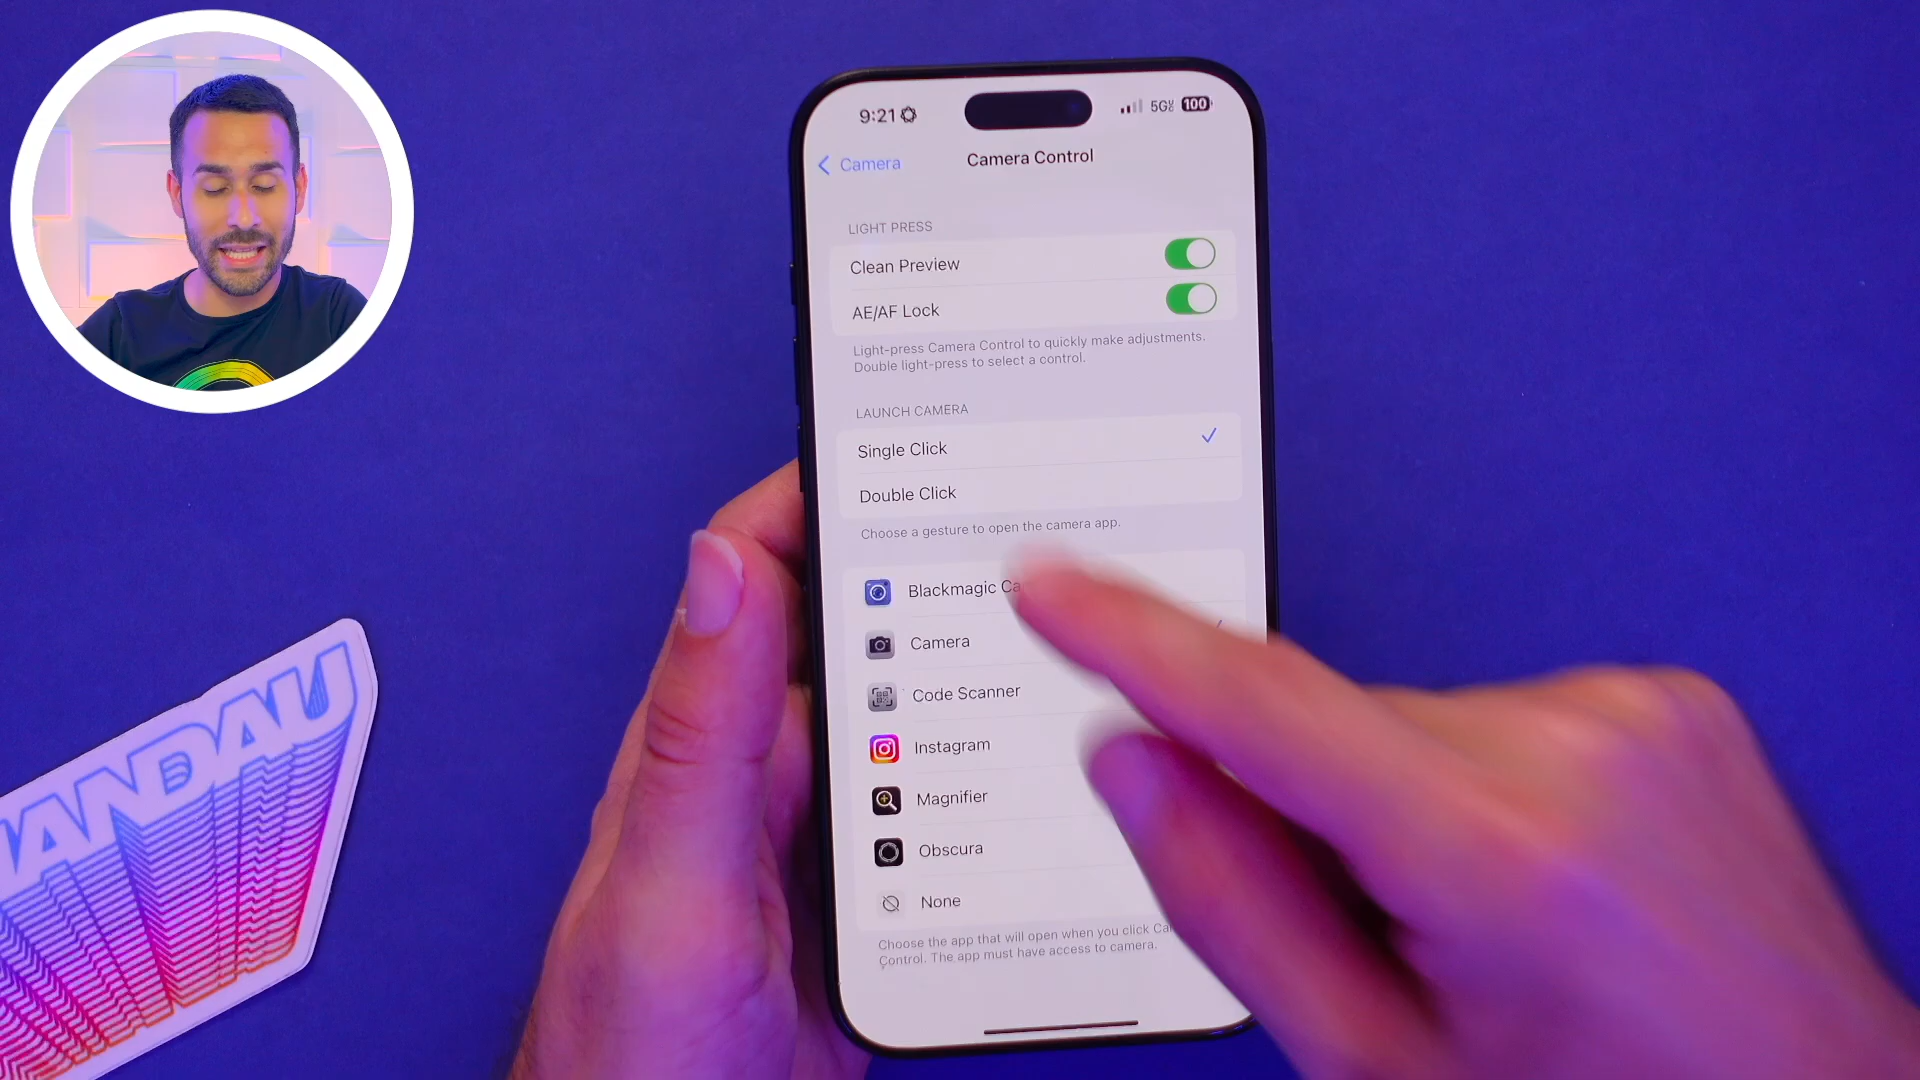 9:21
5G
100
Camera
Camera Control
LIGHT PRESS
Clean Preview
AE/AF Lock
Light-press Camera Control to quickly make adjustments.
Double light-press to select a control.
LAUNCH CAMERA
Single Click
Double Click
Choose a gesture to open the camera app.
Blackmagic
Camera
Code Scanner
Instagram
Magnifier
Obscura
None
Choose the app that will open when you click
Control. The app must have access to camera.
ANDAU